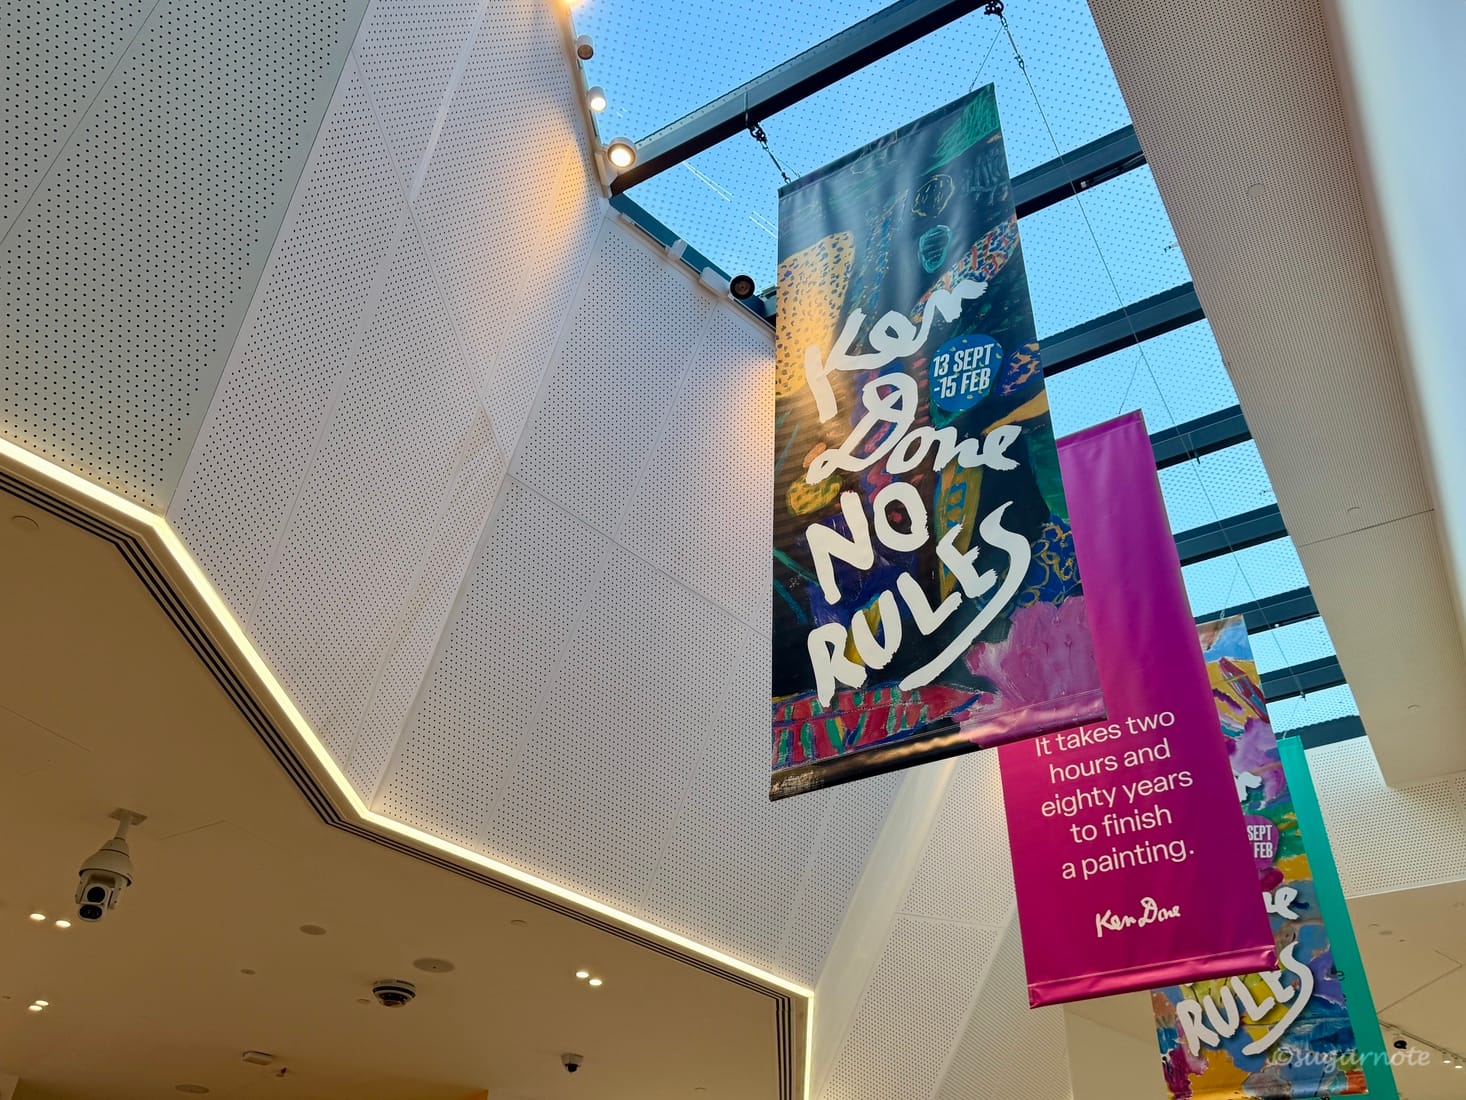 Ken
Done
NO
RULES
13 SEPT
-15 FEB
It takes two
hours and
eighty years
to finish
a painting.
Ken Done
SEPT
FEB
RULES
©sugarnote